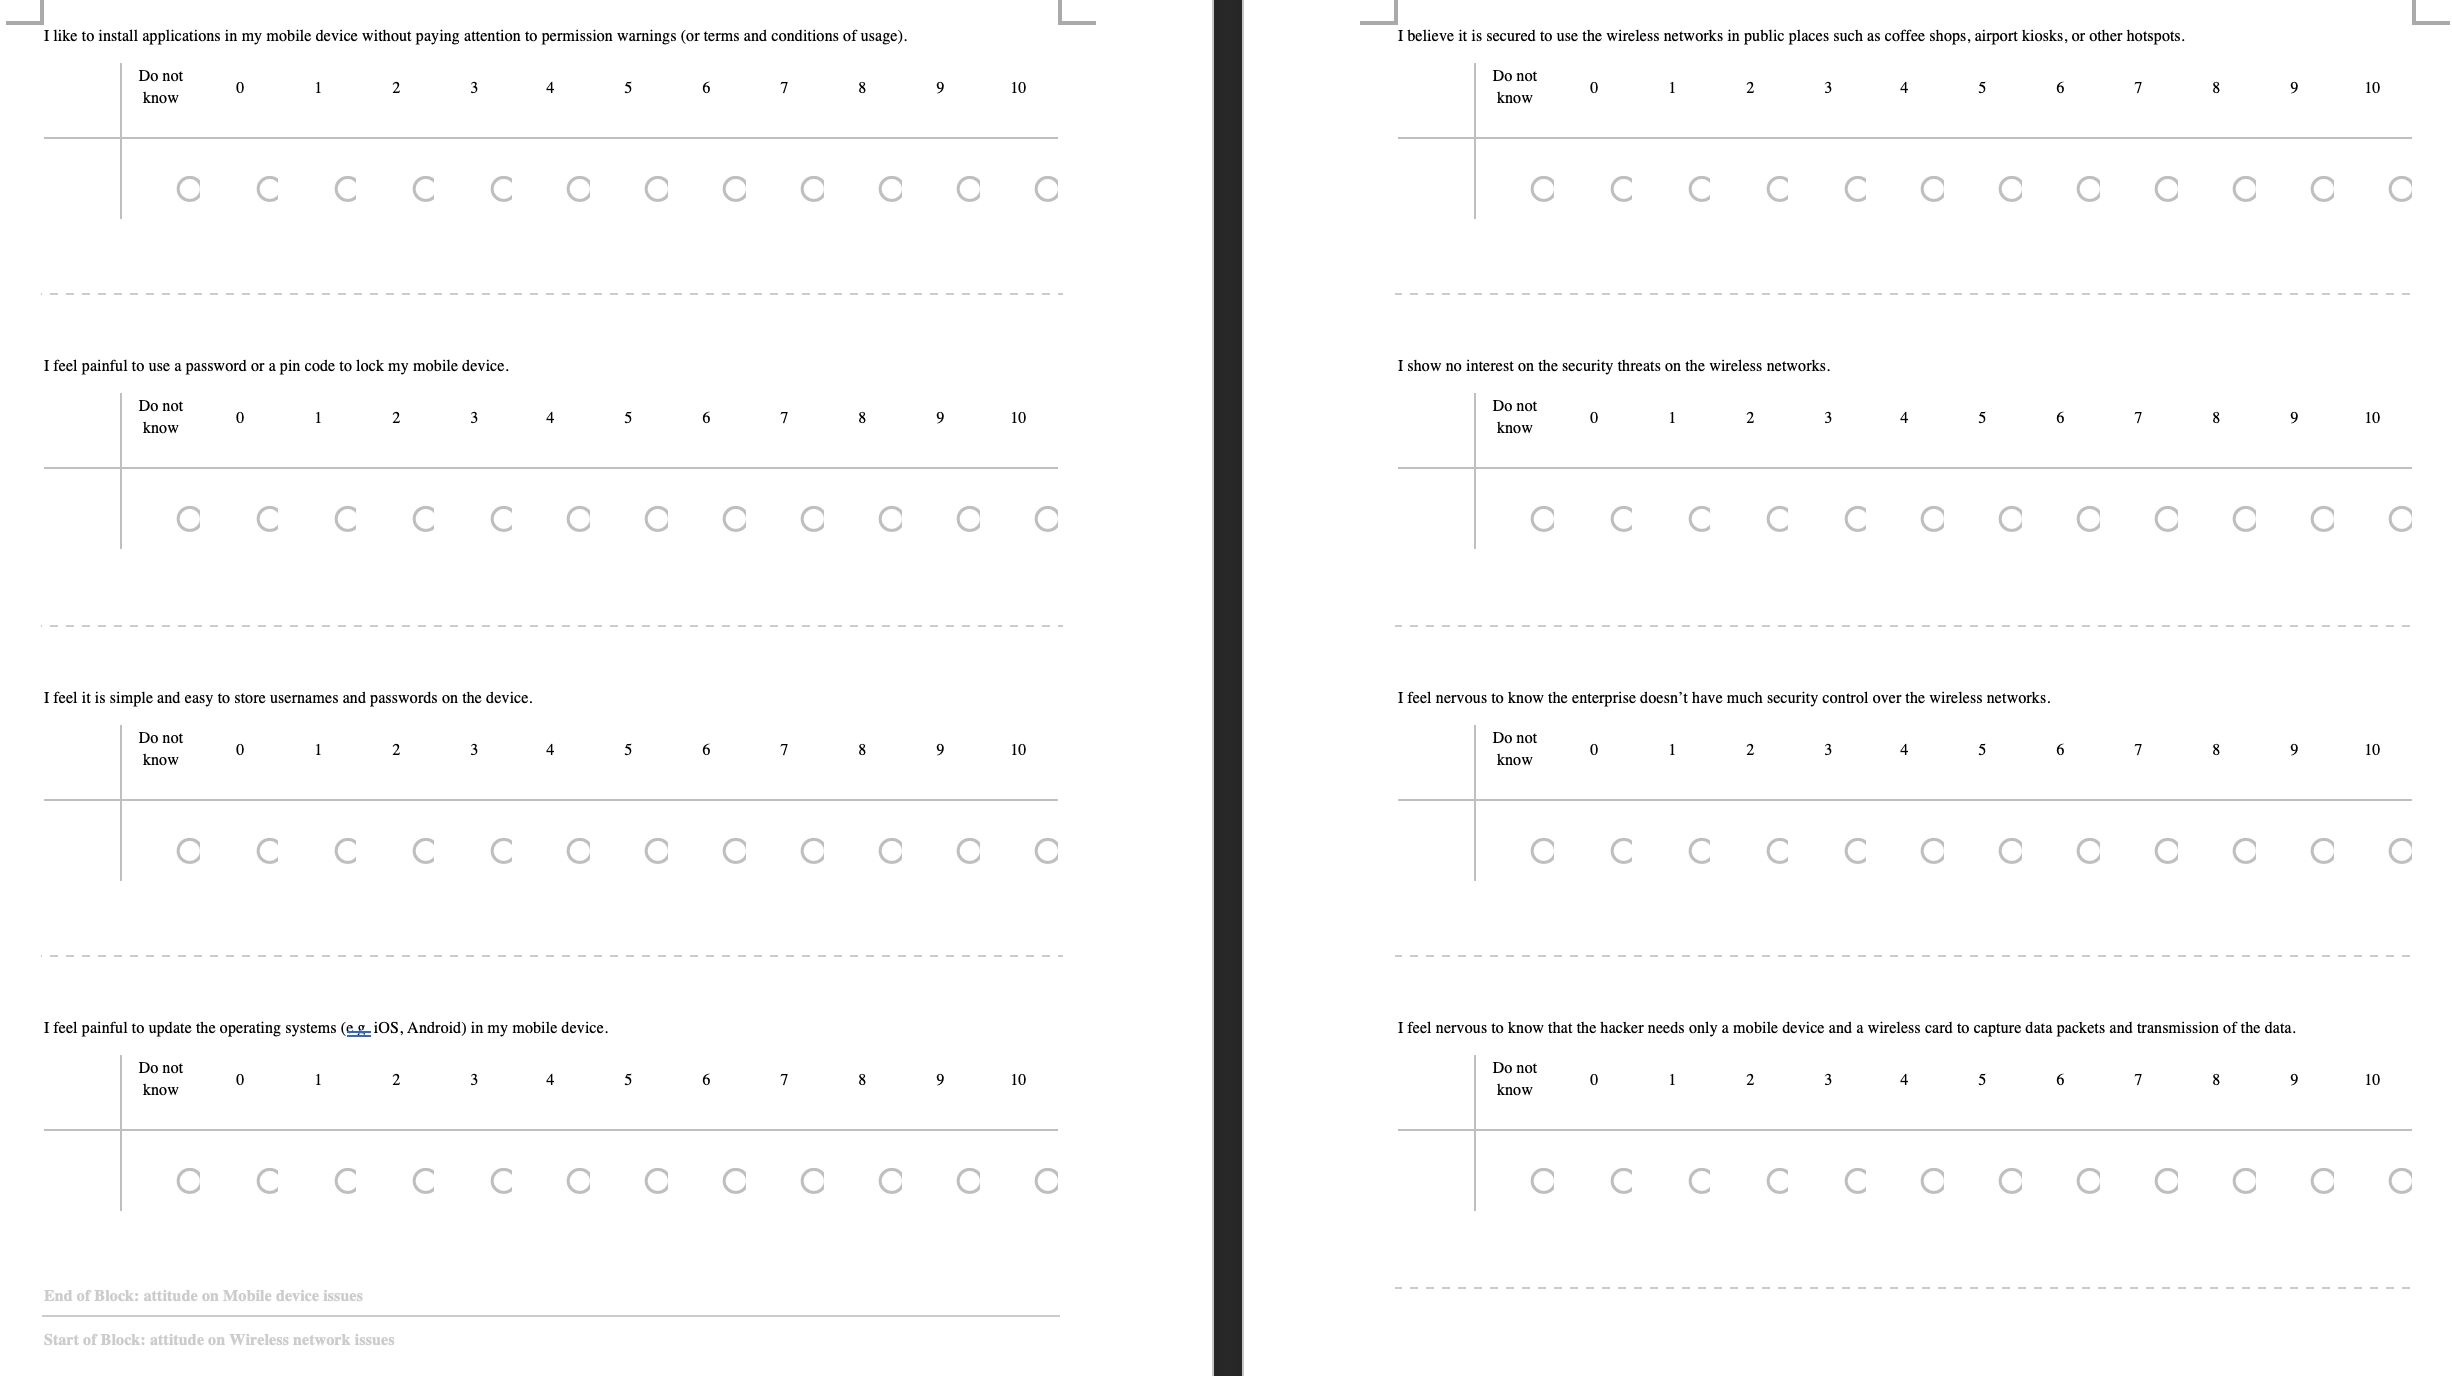 I like to install applications in my mobile device without paying attention to permission warnings (or terms and conditions of usage).
Do not
know 0 1 2 3 4 5 6 7 8 9 10
I feel painful to use a password or a pin code to lock my mobile device.
Do not
know 0 1 2 3 4 5 6 7 8 9 10
I feel it is simple and easy to store usernames and passwords on the device.
Do not
know 0 1 2 3 4 5 6 7 8 9 10
I feel painful to update the operating systems (e.g. iOS, Android) in my mobile device.
Do not
know 0 1 2 3 4 5 6 7 8 9 10
End of Block: attitude on Mobile device issues
Start of Block: attitude on Wireless network issues
I believe it is secured to use the wireless networks in public places such as coffee shops, airport kiosks, or other hotspots.
Do not
know 0 1 2 3 4 5 6 7 8 9 10
I show no interest on the security threats on the wireless networks.
Do not
know 0 1 2 3 4 5 6 7 8 9 10
I feel nervous to know the enterprise doesn’t have much security control over the wireless networks.
Do not
know 0 1 2 3 4 5 6 7 8 9 10
I feel nervous to know that the hacker needs only a mobile device and a wireless card to capture data packets and transmission of the data.
Do not
know 0 1 2 3 4 5 6 7 8 9 10